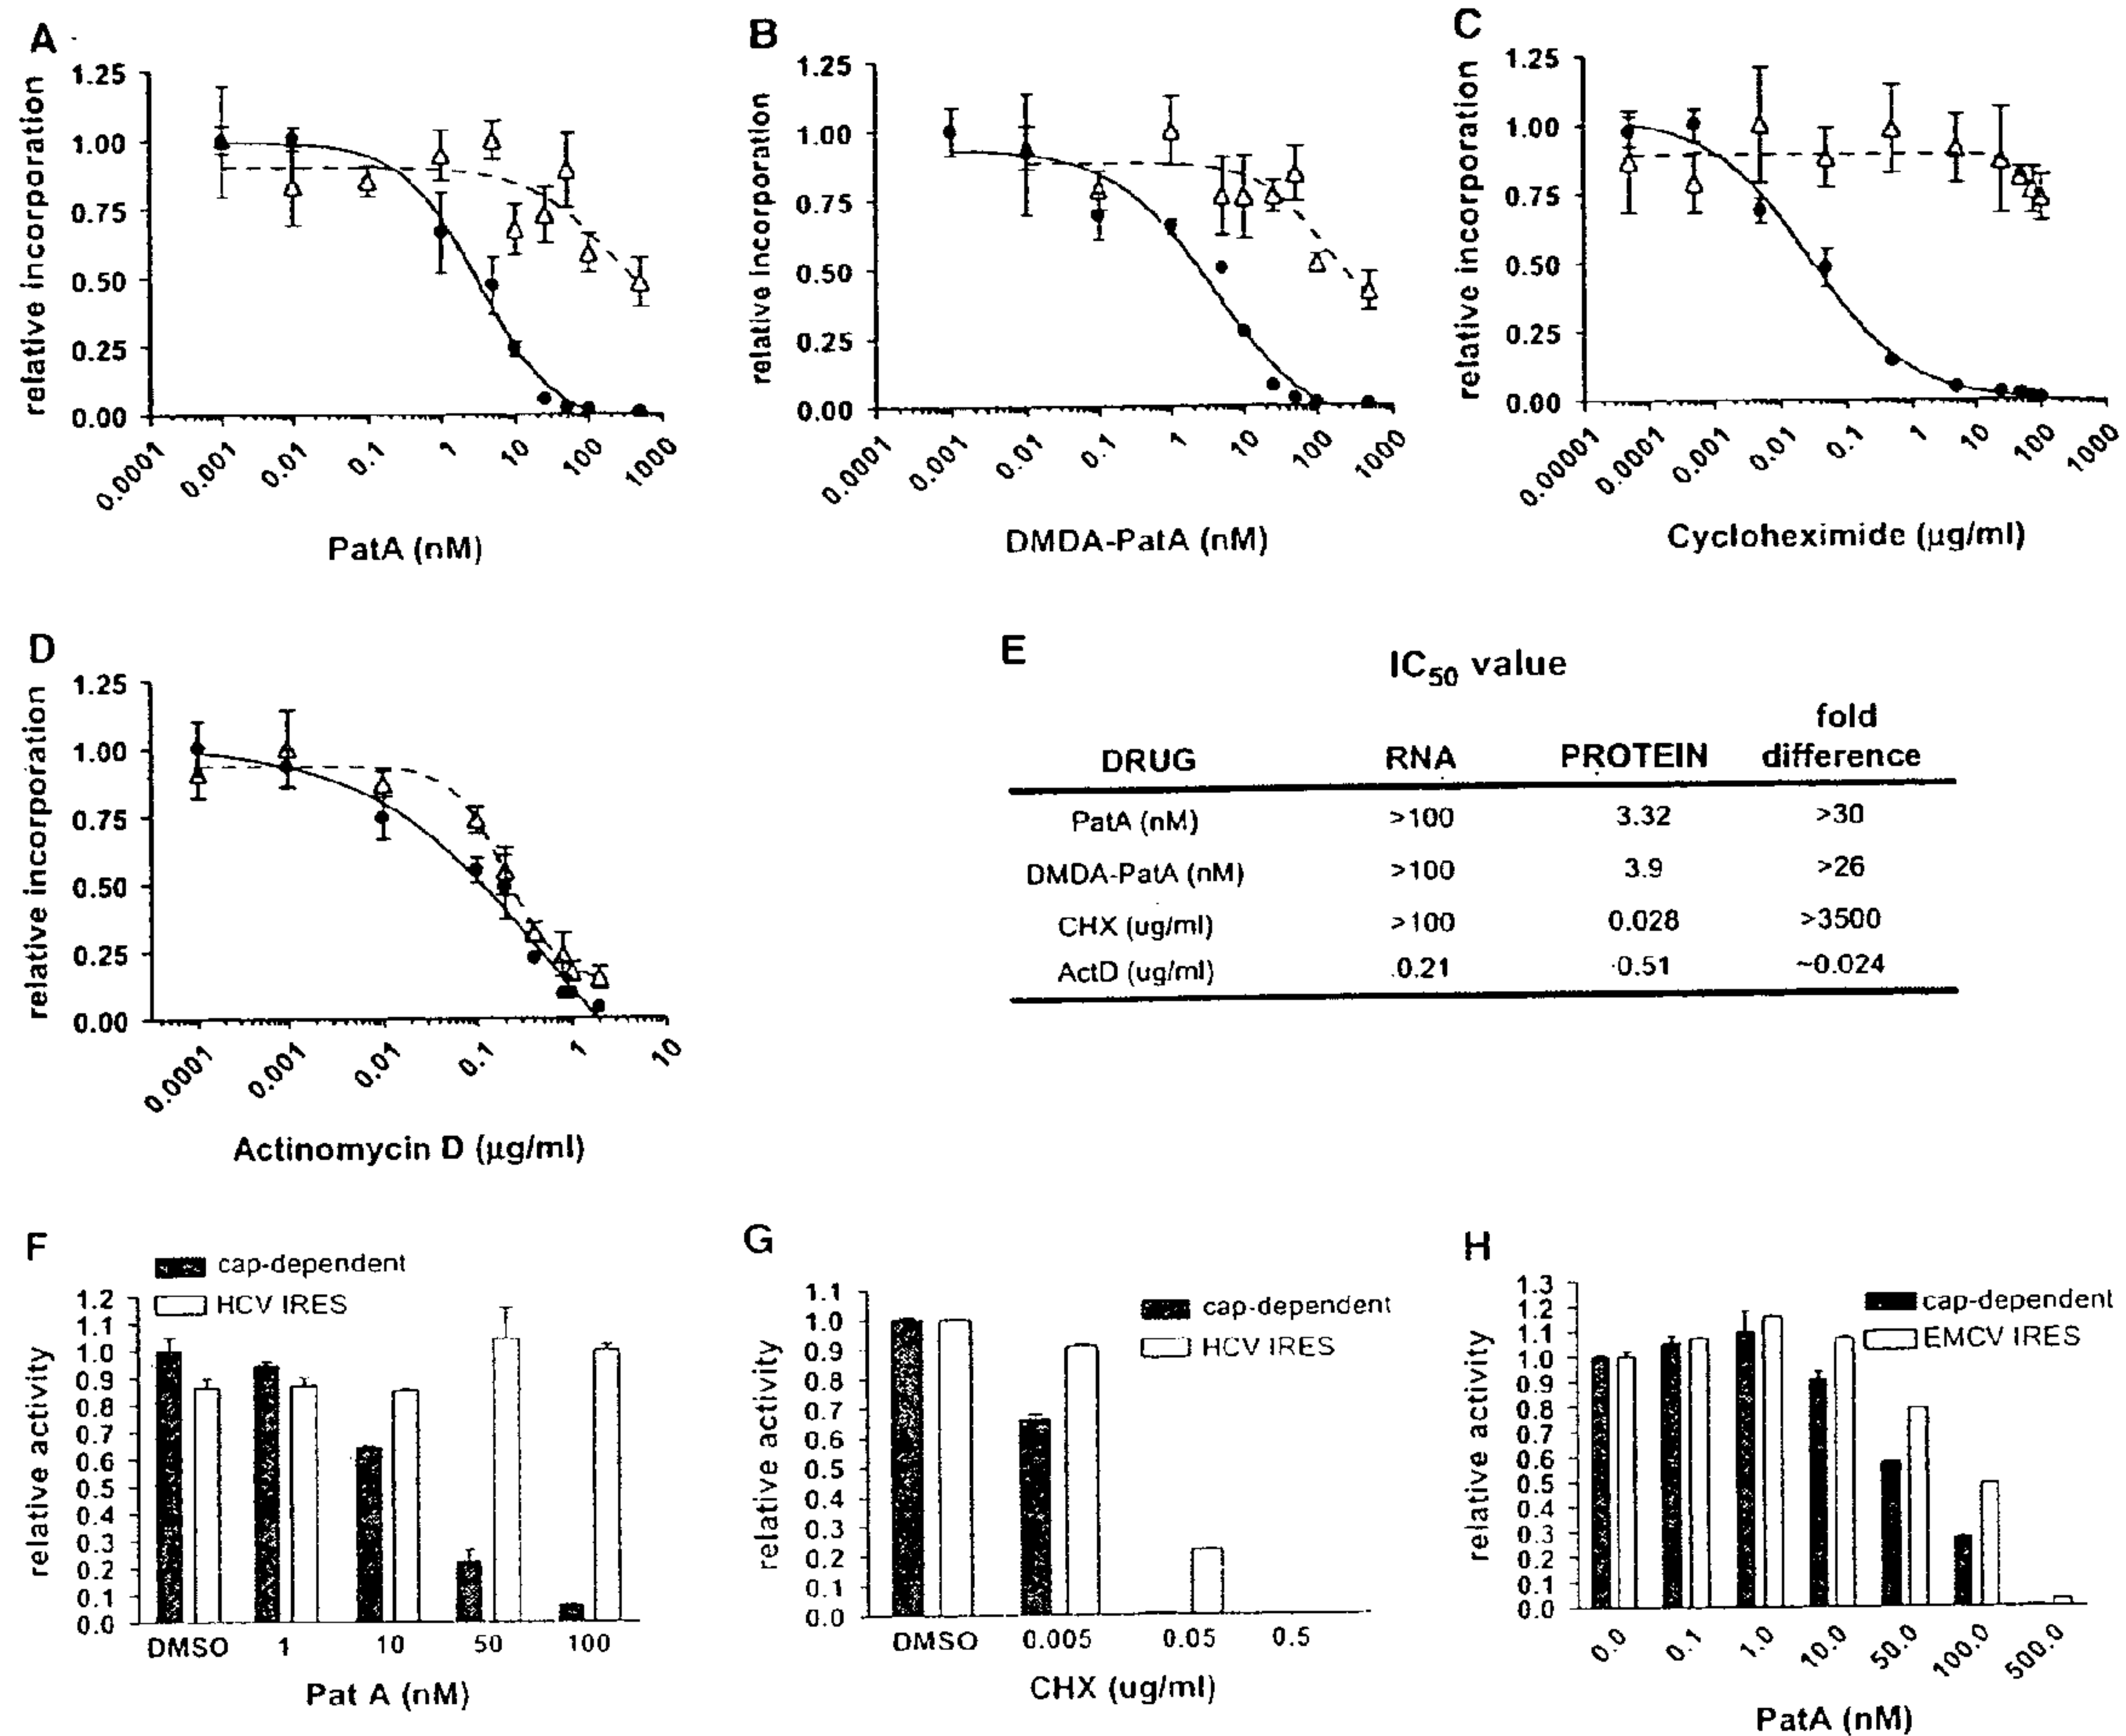 A
1.25
1.00
0.75
0.50
0.25
0.00
relative incorporation
0.0001
0.001
0.01
0.1
1
10
100
1000
PatA (nM)
B
1.25
1.00
0.75
0.50
0.25
0.00
relative incorporation
0.0001
0.001
0.01
0.1
1
10
100
1000
DMDA-PatA (nM)
C
1.25
1.00
0.75
0.50
0.25
0.00
relative incorporation
0.00001
0.0001
0.001
0.01
0.1
1
10
100
1000
Cycloheximide (µg/ml)
D
1.25
1.00
0.75
0.50
0.25
0.00
relative incorporation
0.0001
0.001
0.01
0.1
1
10
Actinomycin D (µg/ml)
E
IC50 value
fold
DRUG RNA PROTEIN difference
PatA (nM) >100 3.32 >30
DMDA-PatA (nM) >100 3.9 >26
CHX (ug/ml) >100 0.028 >3500
ActD (ug/ml) 0.21 0.51 ~0.024
F
cap-dependent
HCV IRES
1.2
1.1
1.0
0.9
0.8
0.7
0.6
0.5
0.4
0.3
0.2
0.1
0.0
relative activity
DMSO 1 10 50 100
Pat A (nM)
G
cap-dependent
HCV IRES
1.1
1.0
0.9
0.8
0.7
0.6
0.5
0.4
0.3
0.2
0.1
0.0
relative activity
DMSO 0.005 0.05 0.5
CHX (ug/ml)
H
cap-dependent
EMCV IRES
1.3
1.2
1.1
1.0
0.9
0.8
0.7
0.6
0.5
0.4
0.3
0.2
0.1
0.0
relative activity
0.0
0.1
1.0
10.0
50.0
100.0
500.0
PatA (nM)